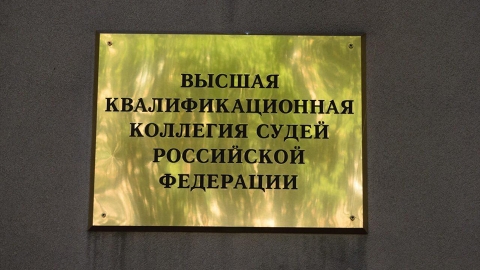 ВЫСШАЯ
КВАЛИФИКАЦИОННАЯ
КОЛЛЕГИЯ СУДЕЙ
РОССИЙСКОЙ
ФЕДЕРАЦИИ